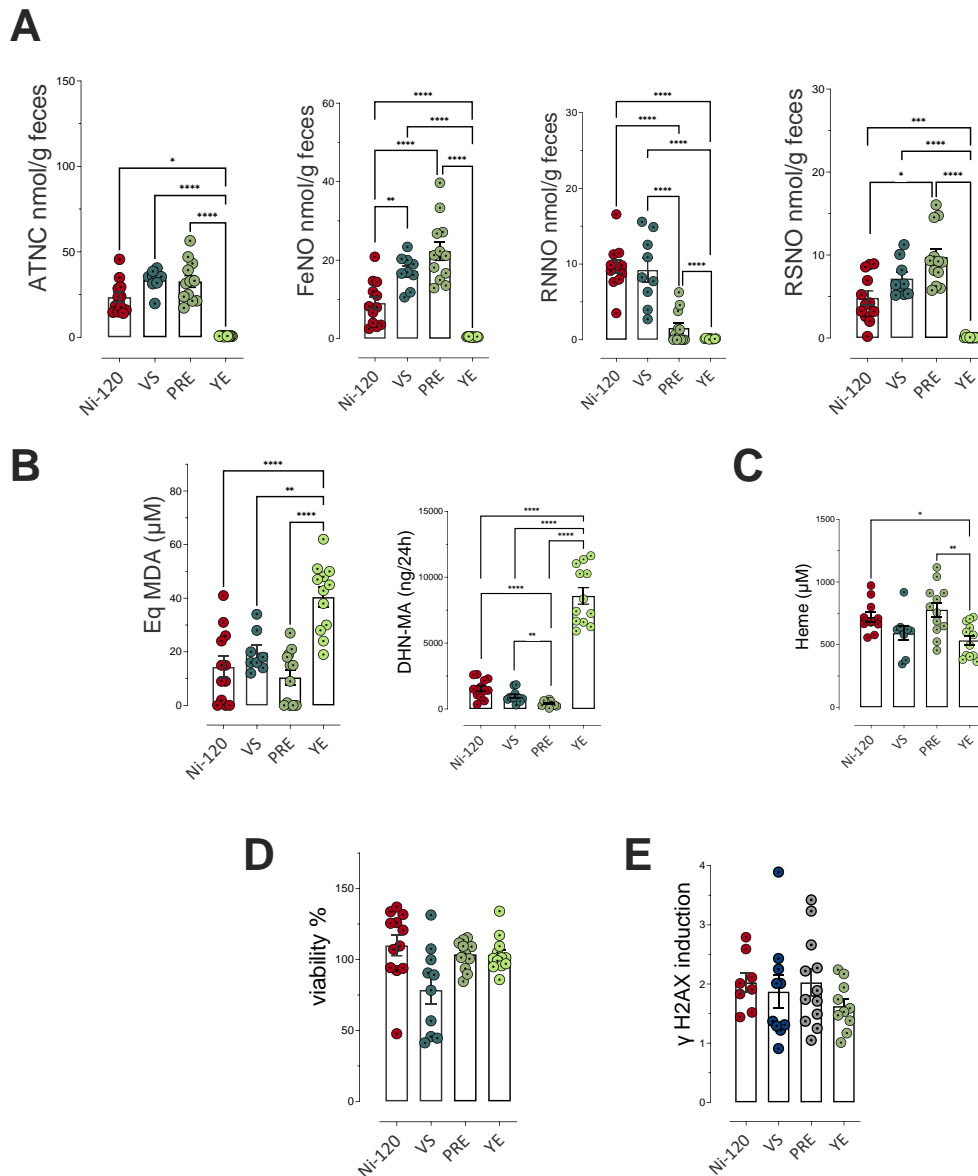 A
ATNC nmol/g feces
150
100
50
0
*
****
****
Ni-120
VS
PRE
YE
FeNO nmol/g feces
60
40
20
0
****
****
****
****
**
Ni-120
VS
PRE
YE
RNNO nmol/g feces
30
20
10
0
****
****
****
****
****
Ni-120
VS
PRE
YE
RSNO nmol/g feces
30
20
10
0
***
****
*
****
Ni-120
VS
PRE
YE
B
Eq MDA (µM)
80
60
40
20
0
****
**
****
Ni-120
VS
PRE
YE
DHN-MA (ng/24h)
15000
10000
5000
0
****
****
****
****
**
Ni-120
VS
PRE
YE
C
Heme (µM)
1500
1000
500
0
*
**
Ni-120
VS
PRE
YE
D
viability %
150
100
50
0
Ni-120
VS
PRE
YE
E
γ H2AX induction
4
3
2
1
0
Ni-120
VS
PRE
YE